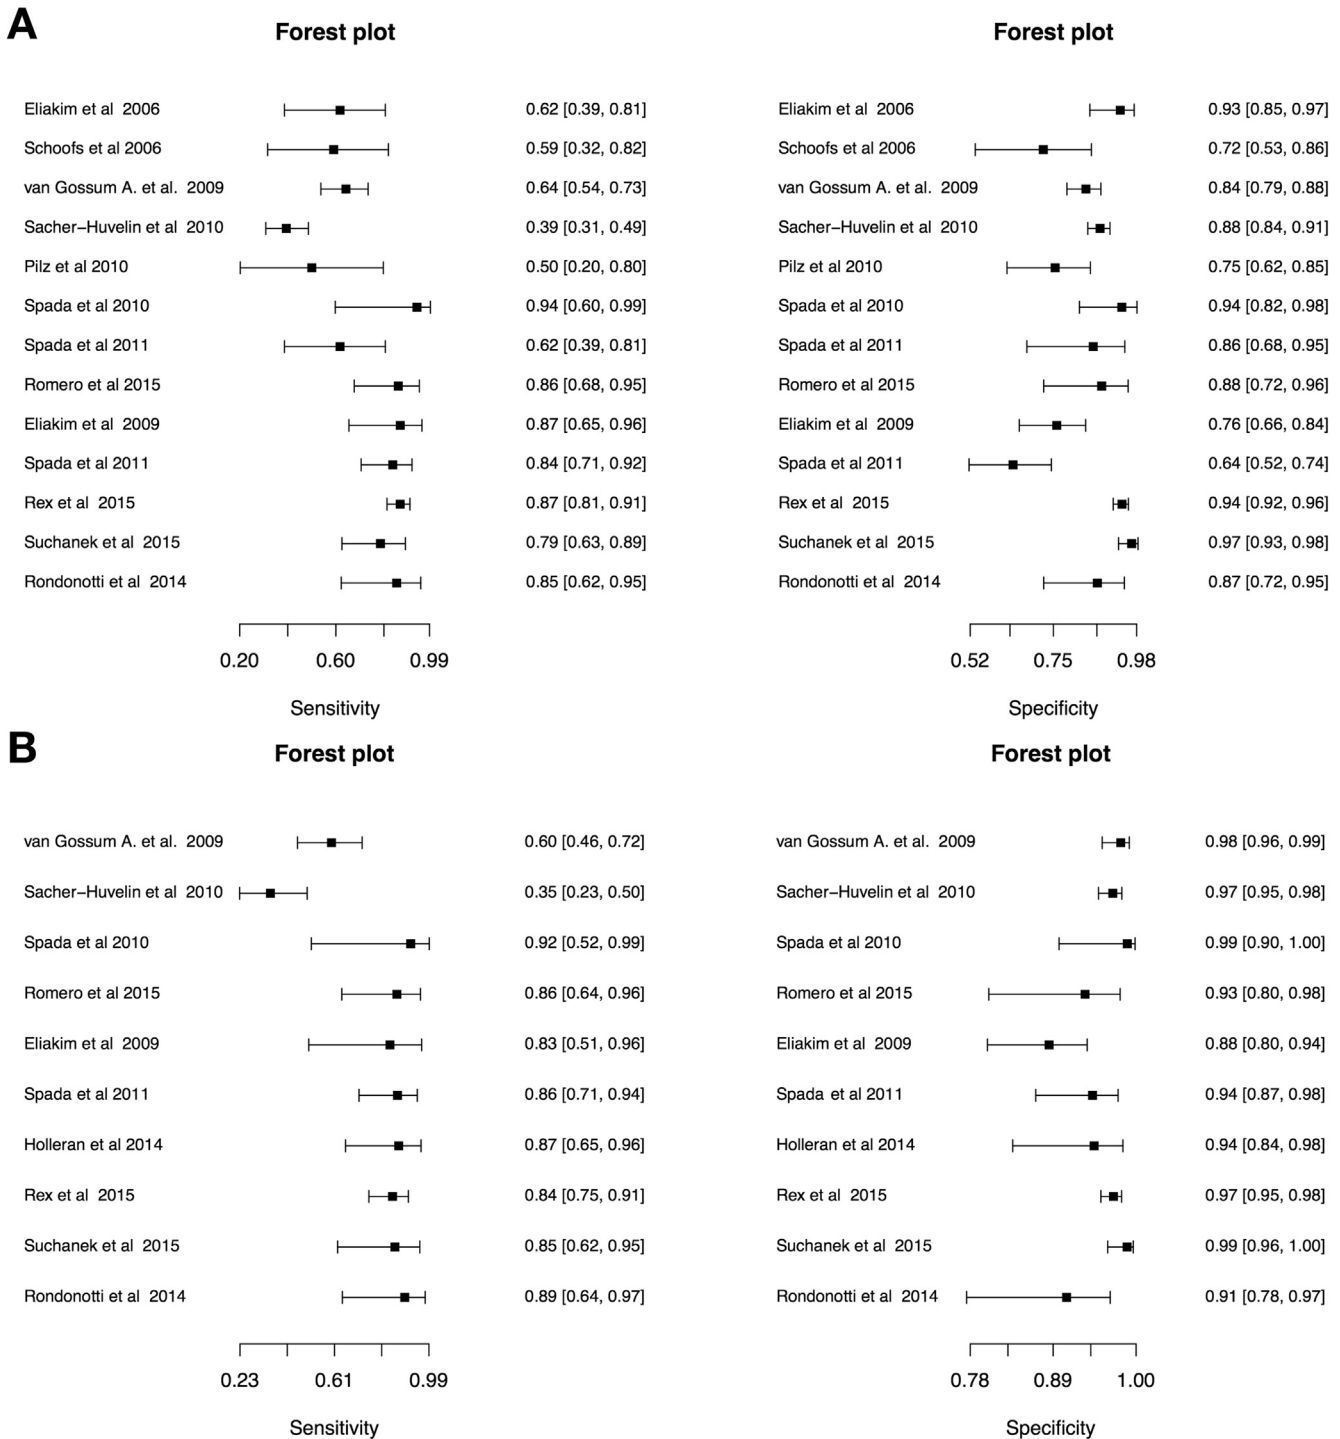 A
Forest plot Forest plot
Eliakim et al 2006 0.62 [0.39, 0.81] Eliakim et al 2006 0.93 [0.85, 0.97]
Schoofs et al 2006 0.59 [0.32, 0.82] Schoofs et al 2006 0.72 [0.53, 0.86]
van Gossum A. et al. 2009 0.64 [0.54, 0.73] van Gossum A. et al. 2009 0.84 [0.79, 0.88]
Sacher−Huvelin et al 2010 0.39 [0.31, 0.49] Sacher−Huvelin et al 2010 0.88 [0.84, 0.91]
Pilz et al 2010 0.50 [0.20, 0.80] Pilz et al 2010 0.75 [0.62, 0.85]
Spada et al 2010 0.94 [0.60, 0.99] Spada et al 2010 0.94 [0.82, 0.98]
Spada et al 2011 0.62 [0.39, 0.81] Spada et al 2011 0.86 [0.68, 0.95]
Romero et al 2015 0.86 [0.68, 0.95] Romero et al 2015 0.88 [0.72, 0.96]
Eliakim et al 2009 0.87 [0.65, 0.96] Eliakim et al 2009 0.76 [0.66, 0.84]
Spada et al 2011 0.84 [0.71, 0.92] Spada et al 2011 0.64 [0.52, 0.74]
Rex et al 2015 0.87 [0.81, 0.91] Rex et al 2015 0.94 [0.92, 0.96]
Suchanek et al 2015 0.79 [0.63, 0.89] Suchanek et al 2015 0.97 [0.93, 0.98]
Rondonotti et al 2014 0.85 [0.62, 0.95] Rondonotti et al 2014 0.87 [0.72, 0.95]
0.20 0.60 0.99 0.52 0.75 0.98
Sensitivity Specificity
B
Forest plot Forest plot
van Gossum A. et al. 2009 0.60 [0.46, 0.72] van Gossum A. et al. 2009 0.98 [0.96, 0.99]
Sacher−Huvelin et al 2010 0.35 [0.23, 0.50] Sacher−Huvelin et al 2010 0.97 [0.95, 0.98]
Spada et al 2010 0.92 [0.52, 0.99] Spada et al 2010 0.99 [0.90, 1.00]
Romero et al 2015 0.86 [0.64, 0.96] Romero et al 2015 0.93 [0.80, 0.98]
Eliakim et al 2009 0.83 [0.51, 0.96] Eliakim et al 2009 0.88 [0.80, 0.94]
Spada et al 2011 0.86 [0.71, 0.94] Spada et al 2011 0.94 [0.87, 0.98]
Holleran et al 2014 0.87 [0.65, 0.96] Holleran et al 2014 0.94 [0.84, 0.98]
Rex et al 2015 0.84 [0.75, 0.91] Rex et al 2015 0.97 [0.95, 0.98]
Suchanek et al 2015 0.85 [0.62, 0.95] Suchanek et al 2015 0.99 [0.96, 1.00]
Rondonotti et al 2014 0.89 [0.64, 0.97] Rondonotti et al 2014 0.91 [0.78, 0.97]
0.23 0.61 0.99 0.78 0.89 1.00
Sensitivity Specificity